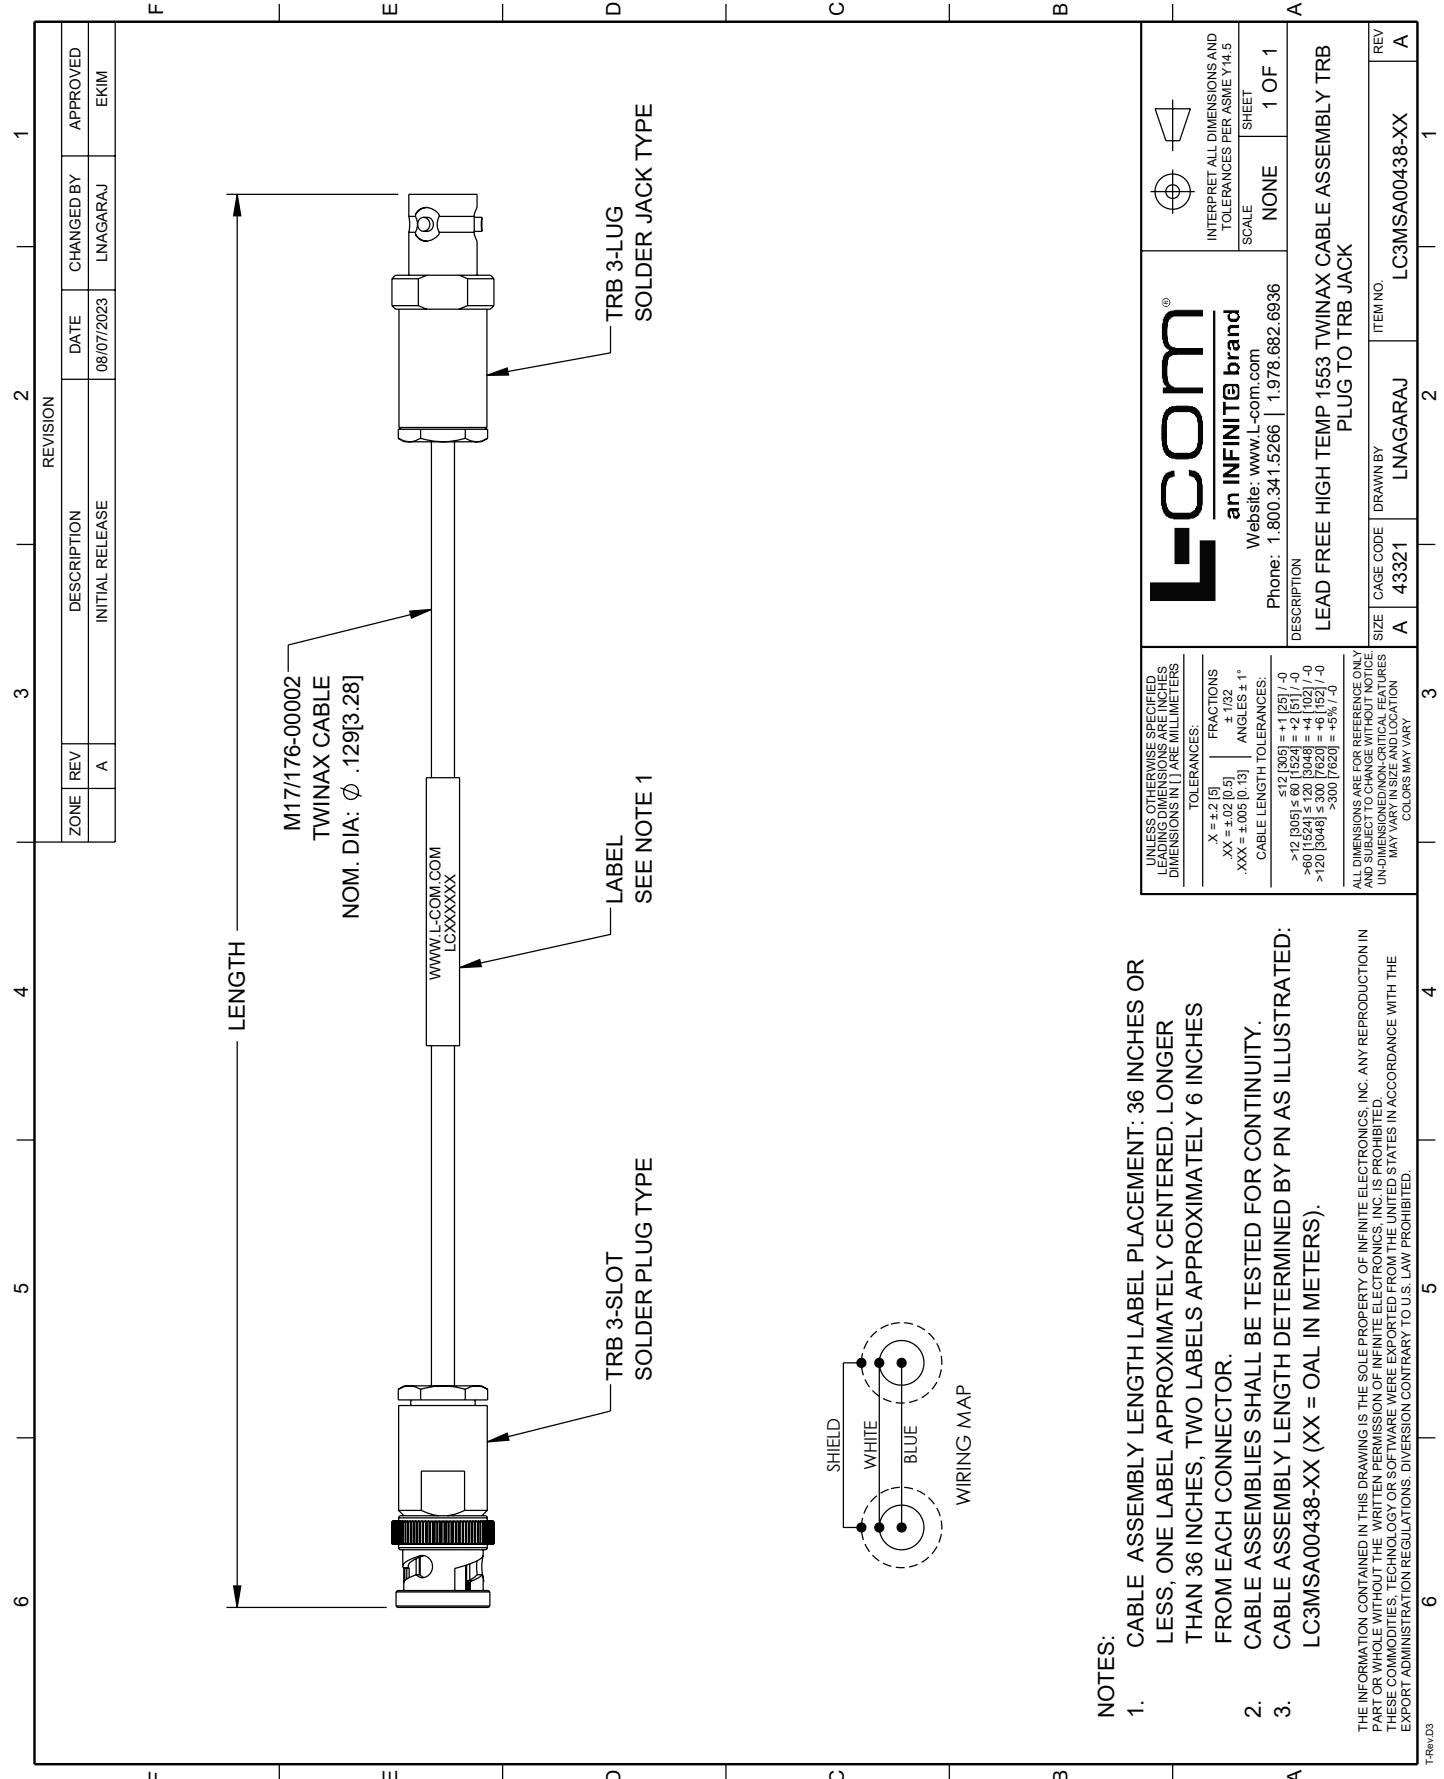 6
5
4
3
2
1
F
E
D
C
B
A
REVISION
ZONE REV DESCRIPTION DATE CHANGED BY APPROVED
A INITIAL RELEASE 08/07/2023 LNAGARAJ EKIM
LENGTH
M17/176-00002
TWINAX CABLE
NOM. DIA: Ø .129[3.28]
WWW.L-COM.COM
LCXXXXXX
TRB 3-SLOT
SOLDER PLUG TYPE
LABEL
SEE NOTE 1
TRB 3-LUG
SOLDER JACK TYPE
SHIELD
WHITE
BLUE
WIRING MAP
NOTES:
1. CABLE ASSEMBLY LENGTH LABEL PLACEMENT: 36 INCHES OR
LESS, ONE LABEL APPROXIMATELY CENTERED. LONGER
THAN 36 INCHES, TWO LABELS APPROXIMATELY 6 INCHES
FROM EACH CONNECTOR.
2. CABLE ASSEMBLIES SHALL BE TESTED FOR CONTINUITY.
3. CABLE ASSEMBLY LENGTH DETERMINED BY PN AS ILLUSTRATED:
LC3MSA00438-XX (XX = OAL IN METERS).
THE INFORMATION CONTAINED IN THIS DRAWING IS THE SOLE PROPERTY OF INFINITE ELECTRONICS, INC. ANY REPRODUCTION IN
PART OR WHOLE WITHOUT THE WRITTEN PERMISSION OF INFINITE ELECTRONICS, INC. IS PROHIBITED.
THESE COMMODITIES, TECHNOLOGY OR SOFTWARE WERE EXPORTED FROM THE UNITED STATES IN ACCORDANCE WITH THE
EXPORT ADMINISTRATION REGULATIONS. DIVERSION CONTRARY TO U.S. LAW PROHIBITED.
UNLESS OTHERWISE SPECIFIED
LEADING DIMENSIONS ARE INCHES
DIMENSIONS IN [ ] ARE MILLIMETERS
TOLERANCES:
.X = ±.2 [5] FRACTIONS
.XX = ±.02 [0.5] ± 1/32
.XXX = ±.005 [0.13] ANGLES ± 1°
CABLE LENGTH TOLERANCES:
≤12 [305] = +1 [25] / -0
>12 [305] ≤ 60 [1524] = +2 [51] / -0
>60 [1524] ≤ 120 [3048] = +4 [102] / -0
>120 [3048] ≤ 300 [7620] = +6 [152] / -0
>300 [7620] = +5% / -0
ALL DIMENSIONS ARE FOR REFERENCE ONLY
AND SUBJECT TO CHANGE WITHOUT NOTICE.
UN-DIMENSIONED/NON-CRITICAL FEATURES
MAY VARY IN SIZE AND LOCATION
COLORS MAY VARY
L-com®
an INFINIT@ brand
Website: www.L-com.com
Phone: 1.800.341.5266 | 1.978.682.6936
INTERPRET ALL DIMENSIONS AND
TOLERANCES PER ASME Y14.5
SCALE NONE
SHEET 1 OF 1
DESCRIPTION
LEAD FREE HIGH TEMP 1553 TWINAX CABLE ASSEMBLY TRB
PLUG TO TRB JACK
SIZE A
CAGE CODE 43321
DRAWN BY LNAGARAJ
ITEM NO. LC3MSA00438-XX
REV A
F
E
D
C
B
A
T-Rev.D3
6
5
4
3
2
1